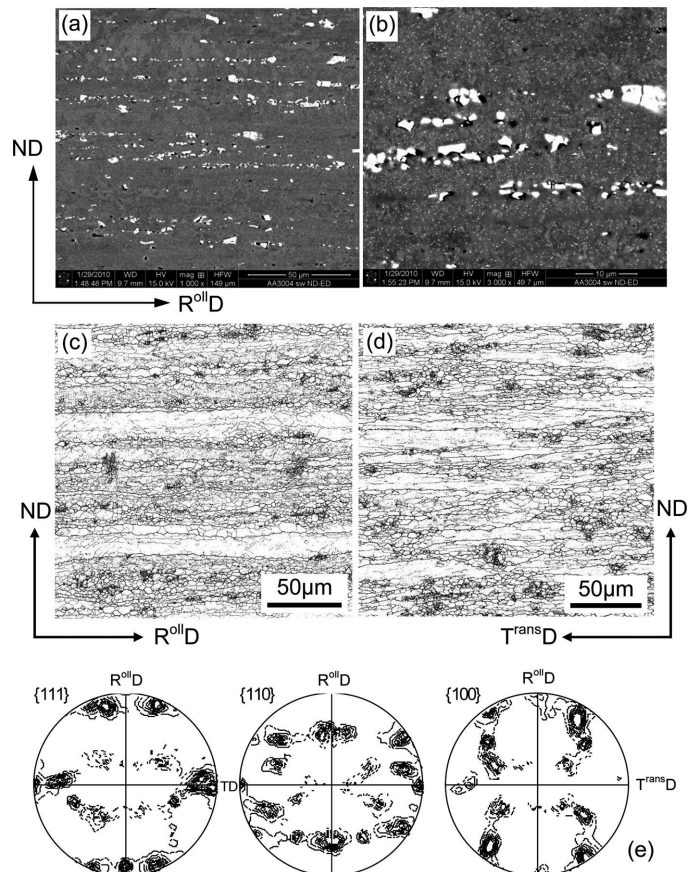 (a)
(b)
ND
1/29/2010 WD HV mag ⊞ HFW 50 µm
1:48:48 PM 9.7 mm 15.0 kV 1 000 x 149 µm AA3004 sw ND-ED
1/29/2010 WD HV mag ⊞ HFW 10 µm
1:55:23 PM 9.7 mm 15.0 kV 3 000 x 49.7 µm AA3004 sw ND-ED
RollD
(c)
(d)
ND
ND
50µm
50µm
RollD
TransD
RollD
RollD
RollD
{111}
{110}
{100}
TD
TransD
(e)